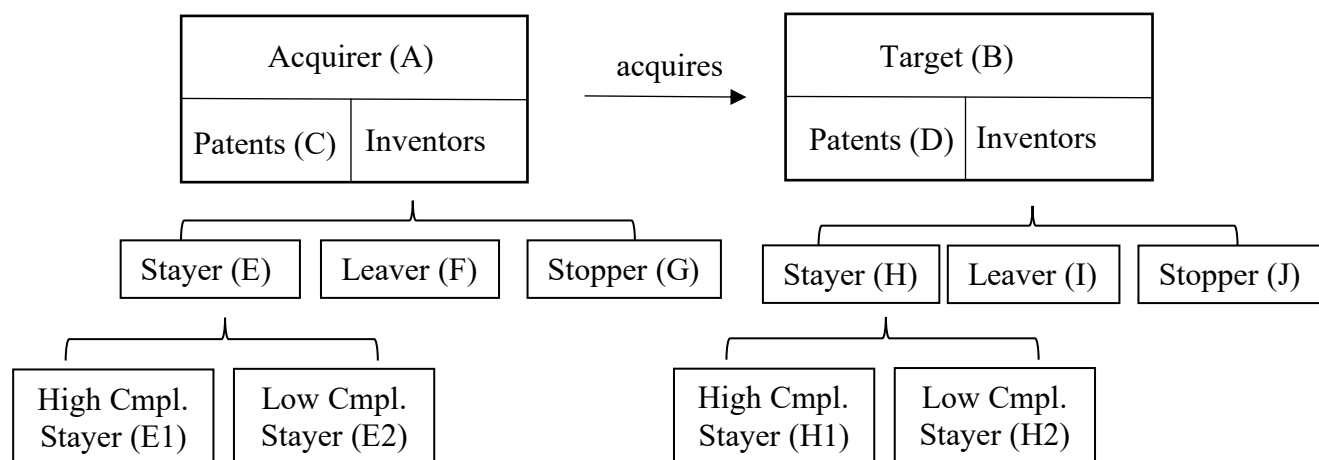 Acquirer (A)
acquires
Target (B)
Patents (C)
Inventors
Patents (D)
Inventors
Stayer (E)
Leaver (F)
Stopper (G)
Stayer (H)
Leaver (I)
Stopper (J)
High Cmpl.
Stayer (E1)
Low Cmpl.
Stayer (E2)
High Cmpl.
Stayer (H1)
Low Cmpl.
Stayer (H2)